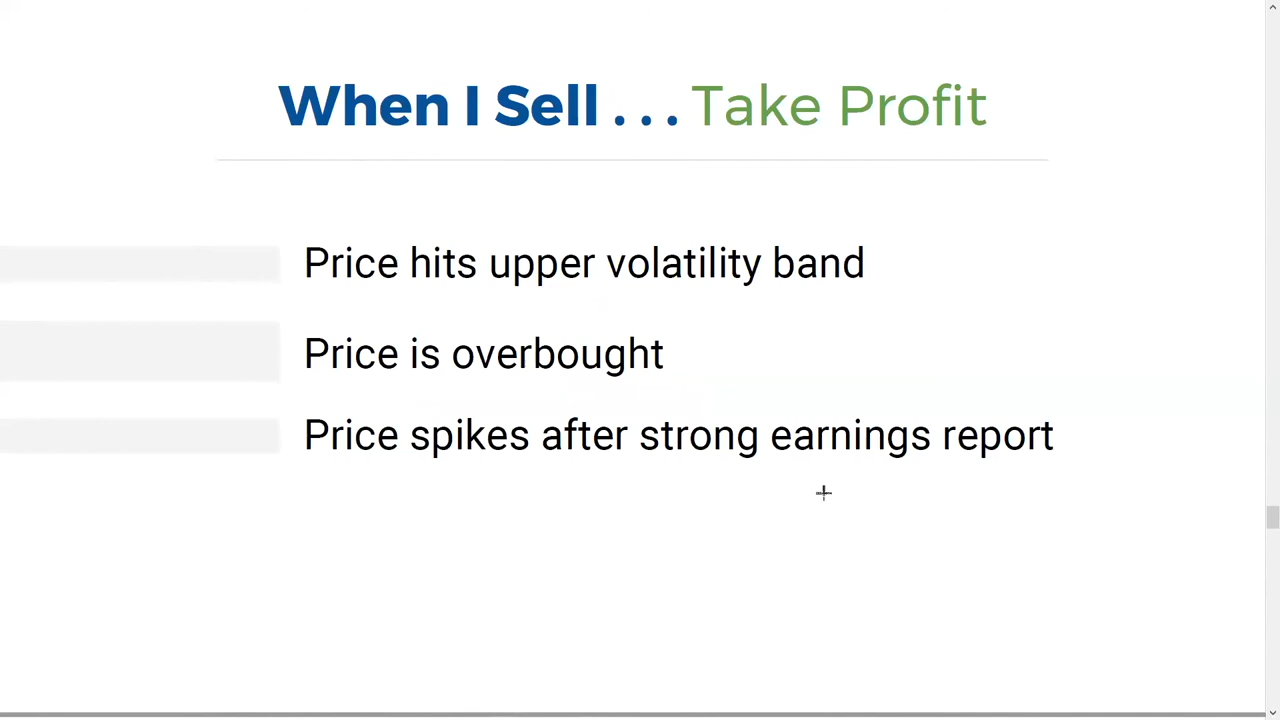 When I Sell . . . Take Profit
Price hits upper volatility band
Price is overbought
Price spikes after strong earnings report